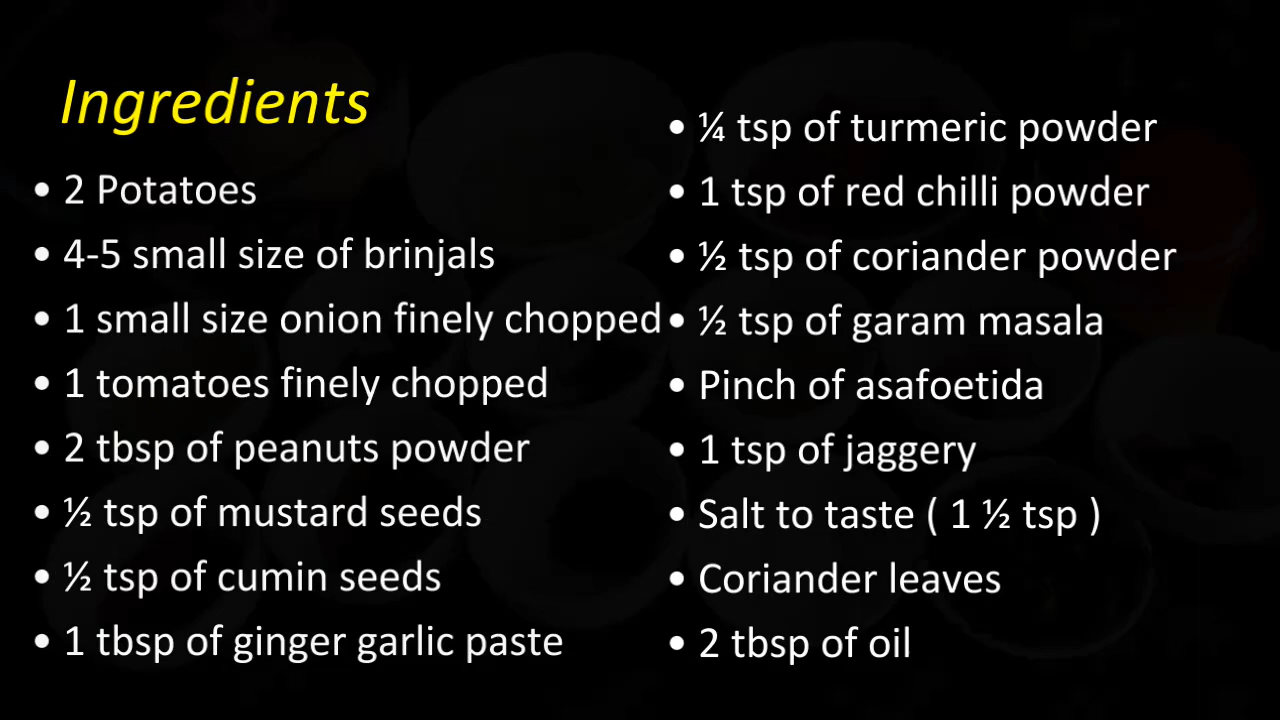 Ingredients
• 2 Potatoes
• 4-5 small size of brinjals
• 1 small size onion finely chopped
• 1 tomatoes finely chopped
• 2 tbsp of peanuts powder
• ½ tsp of mustard seeds
• ½ tsp of cumin seeds
• 1 tbsp of ginger garlic paste
• ¼ tsp of turmeric powder
• 1 tsp of red chilli powder
• ½ tsp of coriander powder
• ½ tsp of garam masala
• Pinch of asafoetida
• 1 tsp of jaggery
• Salt to taste ( 1 ½ tsp )
• Coriander leaves
• 2 tbsp of oil